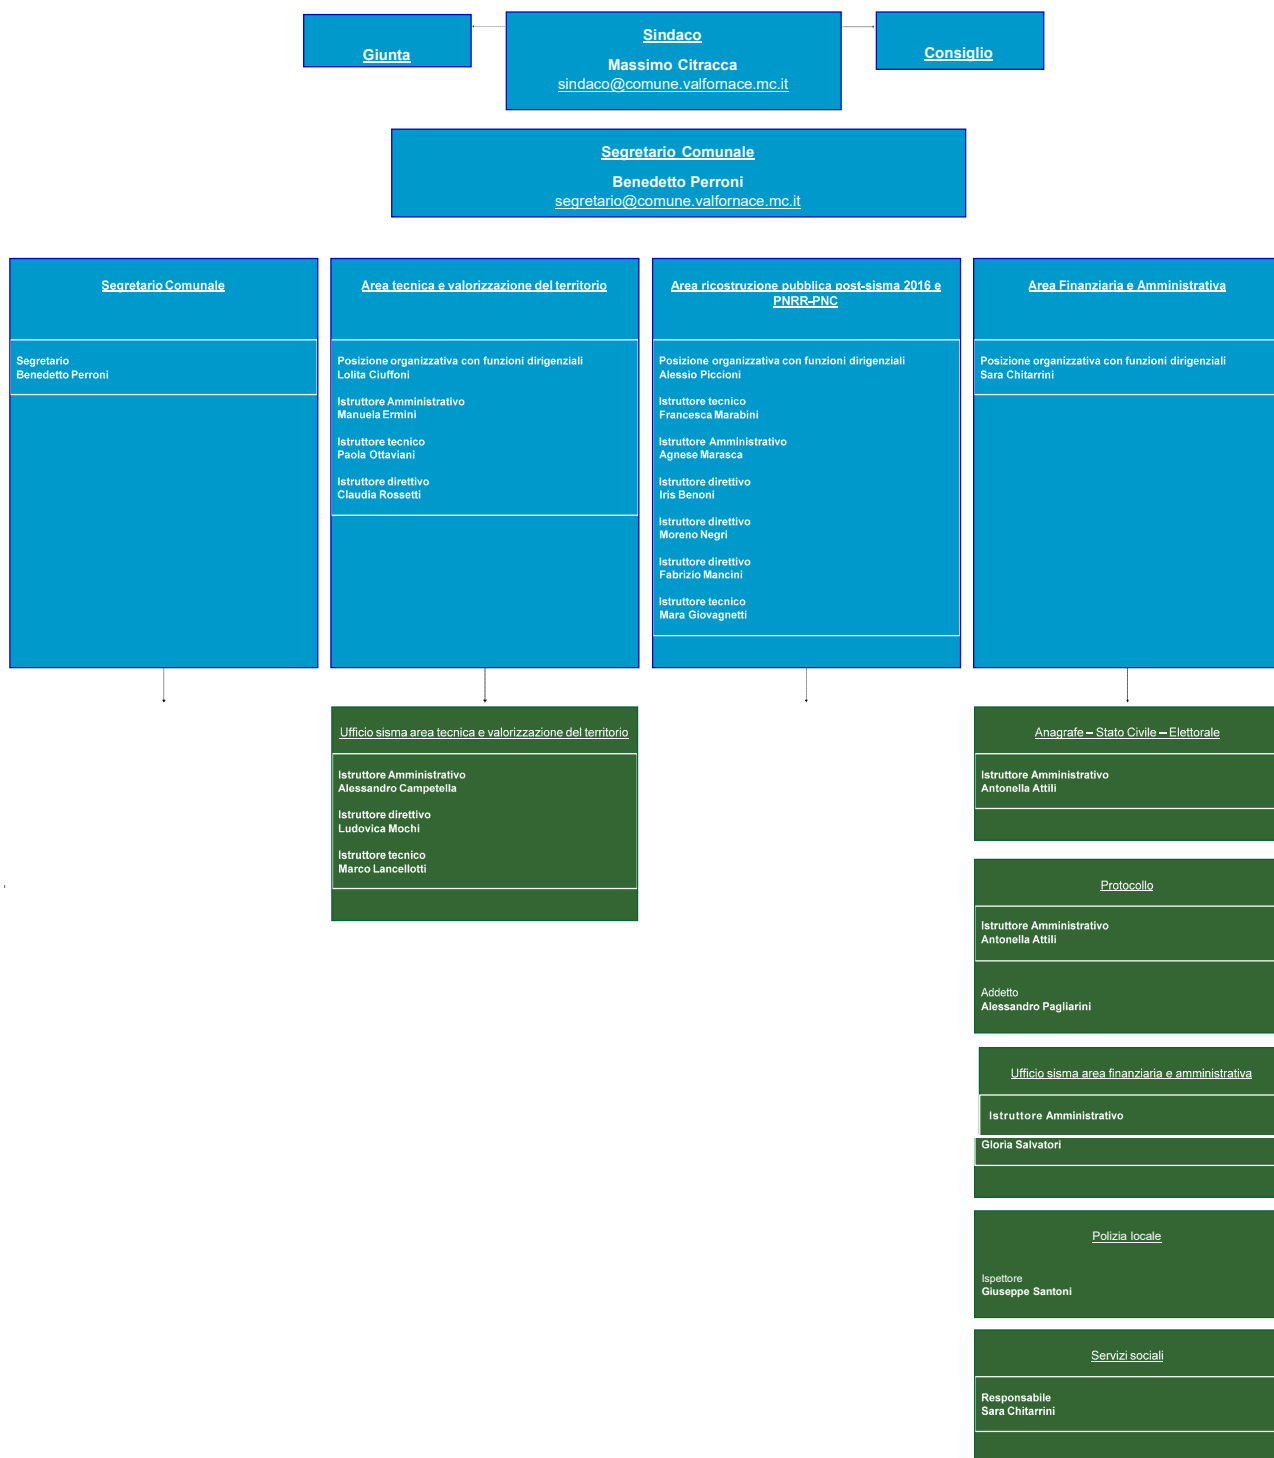 Giunta
Sindaco
Massimo Citracca
sindaco@comune.valfornace.mc.it
Consiglio
Segretario Comunale
Benedetto Perroni
segretario@comune.valfornace.mc.it
Segretario Comunale
Segretario
Benedetto Perroni
Area tecnica e valorizzazione del territorio
Posizione organizzativa con funzioni dirigenziali
Lolita Ciuffoni
Istruttore Amministrativo
Manuela Ermini
Istruttore tecnico
Paola Ottaviani
Istruttore direttivo
Claudia Rossetti
Area ricostruzione pubblica post-sisma 2016 e
PNRR-PNC
Posizione organizzativa con funzioni dirigenziali
Alessio Piccioni
Istruttore tecnico
Francesca Marabini
Istruttore Amministrativo
Agnese Marasca
Istruttore direttivo
Iris Benoni
Istruttore direttivo
Moreno Negri
Istruttore direttivo
Fabrizio Mancini
Istruttore tecnico
Mara Giovagnetti
Area Finanziaria e Amministrativa
Posizione organizzativa con funzioni dirigenziali
Sara Chitarrini
Ufficio sisma area tecnica e valorizzazione del territorio
Istruttore Amministrativo
Alessandro Campetella
Istruttore direttivo
Ludovica Mochi
Istruttore tecnico
Marco Lancellotti
Anagrafe – Stato Civile – Elettorale
Istruttore Amministrativo
Antonella Attili
Protocollo
Istruttore Amministrativo
Antonella Attili
Addetto
Alessandro Pagliarini
Ufficio sisma area finanziaria e amministrativa
Istruttore Amministrativo
Gloria Salvatori
Polizia locale
Ispettore
Giuseppe Santoni
Servizi sociali
Responsabile
Sara Chitarrini